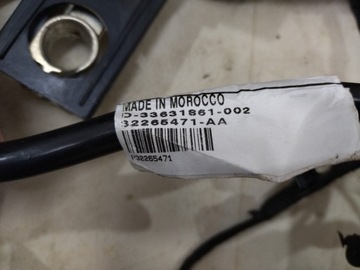 MADE IN MOROCCO
D-33631861-002
32265471-AA
P32265471